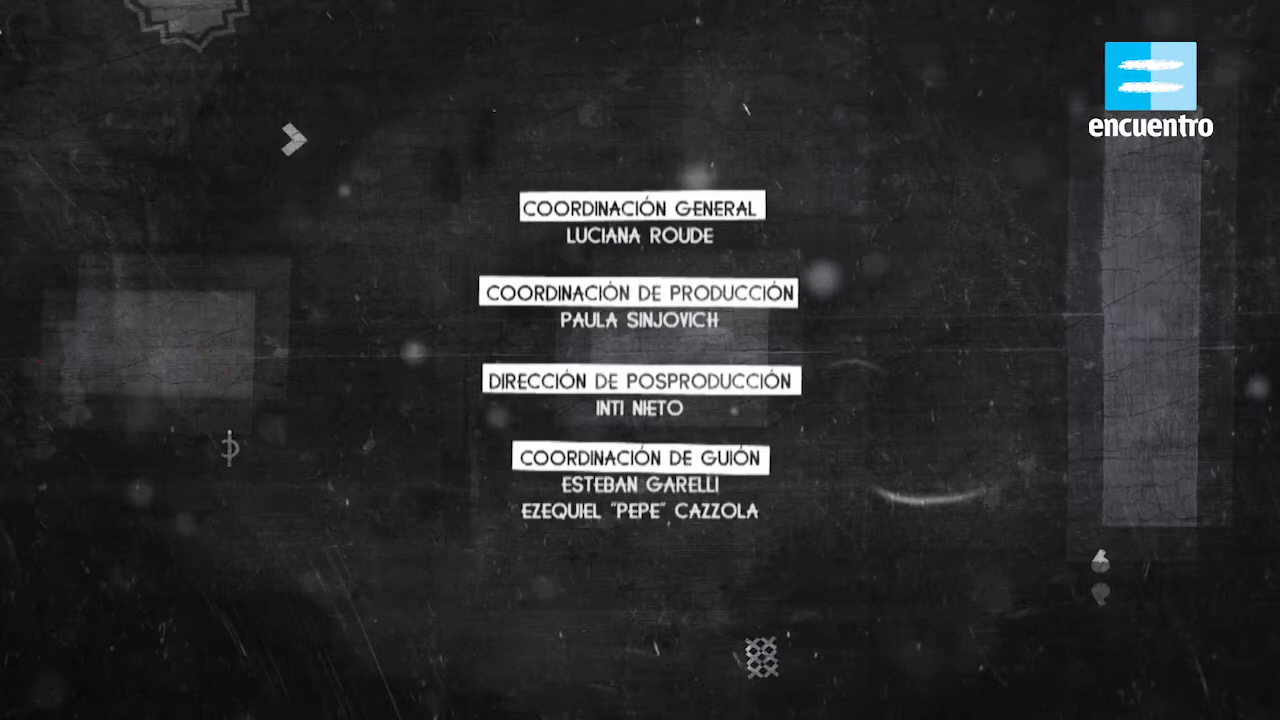 encuentro
COORDINACIÓN GENERAL
LUCIANA ROUDE
COORDINACIÓN DE PRODUCCIÓN
PAULA SINJOVICH
DIRECCIÓN DE POSPRODUCCIÓN
INTI NIETO
COORDINACIÓN DE GUIÓN
ESTEBAN GARELLI
EZEQUIEL "PEPE" CAZZOLA